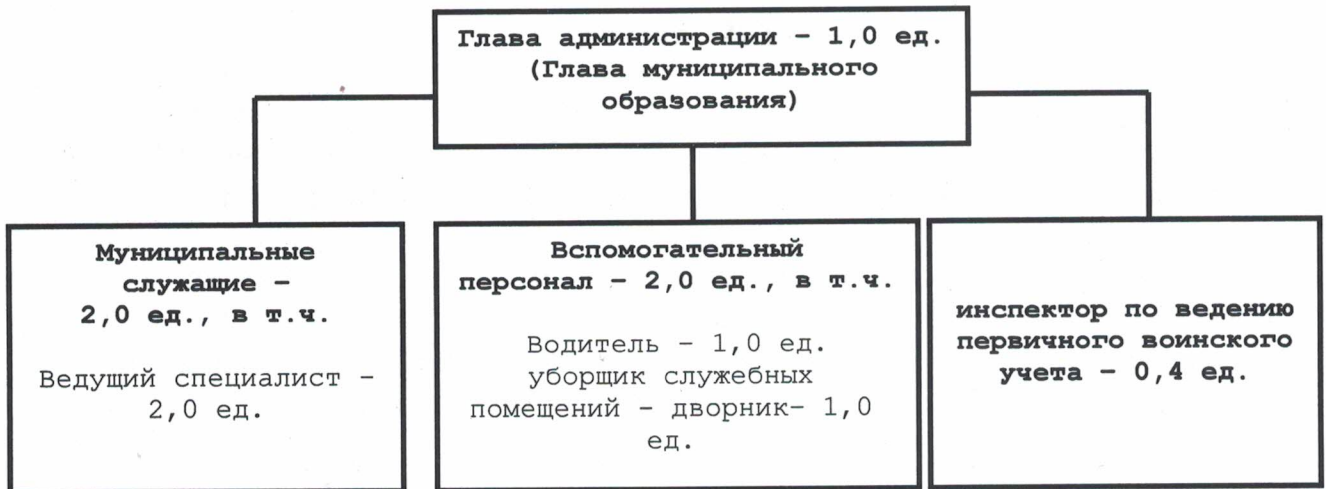 Глава администрации – 1,0 ед.
(Глава муниципального
образования)
Муниципальные
служащие –
2,0 ед., в т.ч.
Ведущий специалист –
2,0 ед.
Вспомогательный
персонал – 2,0 ед., в т.ч.
Водитель – 1,0 ед.
уборщик служебных
помещений – дворник– 1,0
ед.
инспектор по ведению
первичного воинского
учета – 0,4 ед.